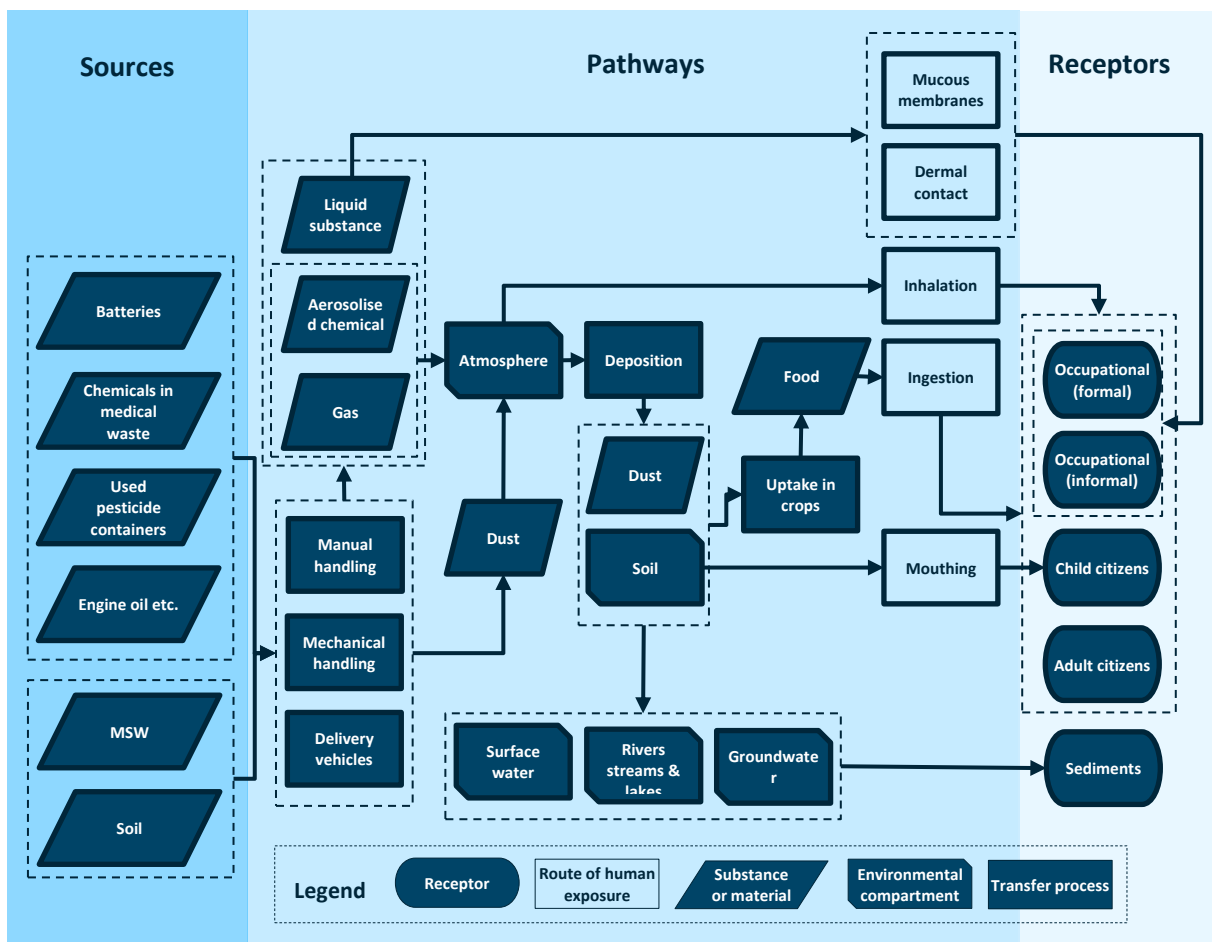 Sources
Pathways
Receptors
Batteries
Chemicals in
medical
waste
Used
pesticide
containers
Engine oil etc.
MSW
Soil
Liquid
substance
Aerosolise
d chemical
Gas
Manual
handling
Mechanical
handling
Delivery
vehicles
Atmosphere
Deposition
Dust
Dust
Soil
Food
Uptake in
crops
Mucous
membranes
Dermal
contact
Inhalation
Ingestion
Mouthing
Surface
water
Rivers
streams &
lakes
Groundwate
r
Occupational
(formal)
Occupational
(informal)
Child citizens
Adult citizens
Sediments
Legend
Receptor
Route of human
exposure
Substance
or material
Environmental
compartment
Transfer process